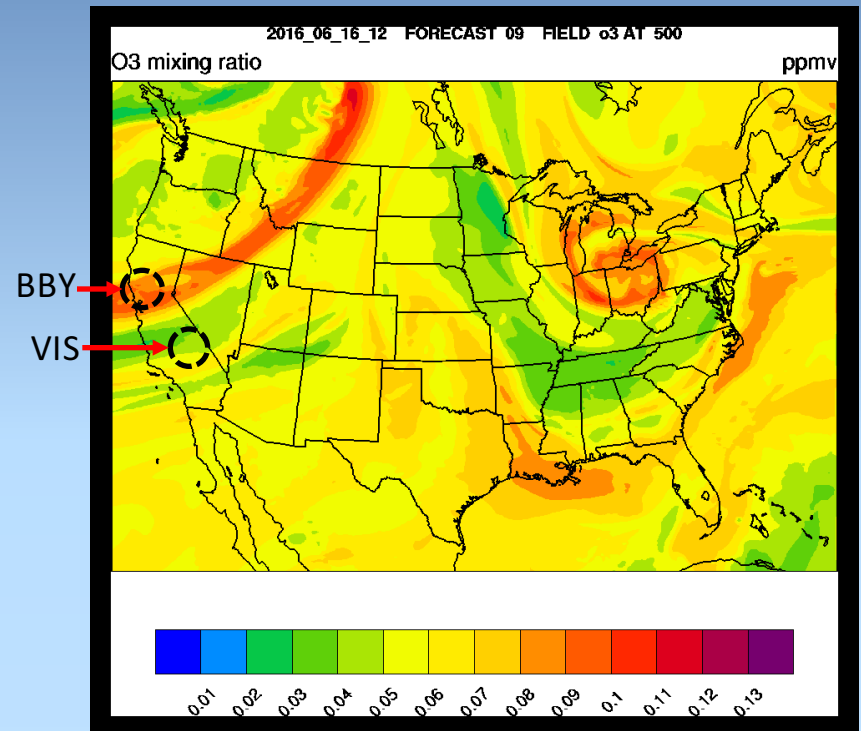 2016_06_16_12 FORECAST 09 FIELD o3 AT 500
O3 mixing ratio ppmv
BBY
VIS
0.01 0.02 0.03 0.04 0.05 0.06 0.07 0.08 0.09 0.1 0.11 0.12 0.13